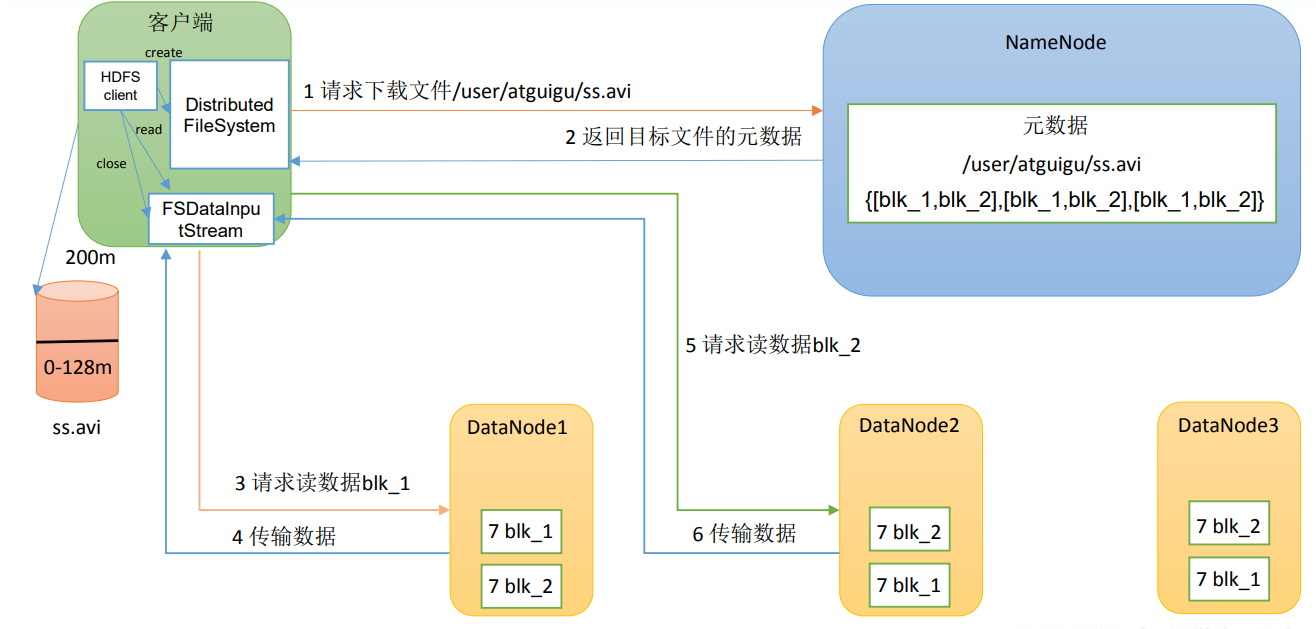 客户端
create
HDFS
client
Distributed
FileSystem
read
close
FSDataInpu
tStream
1 请求下载文件/user/atguigu/ss.avi
2 返回目标文件的元数据
NameNode
元数据
/user/atguigu/ss.avi
{[blk_1,blk_2],[blk_1,blk_2],[blk_1,blk_2]}
200m
0-128m
ss.avi
3 请求读数据blk_1
4 传输数据
5 请求读数据blk_2
6 传输数据
DataNode1
7 blk_1
7 blk_2
DataNode2
7 blk_2
7 blk_1
DataNode3
7 blk_2
7 blk_1